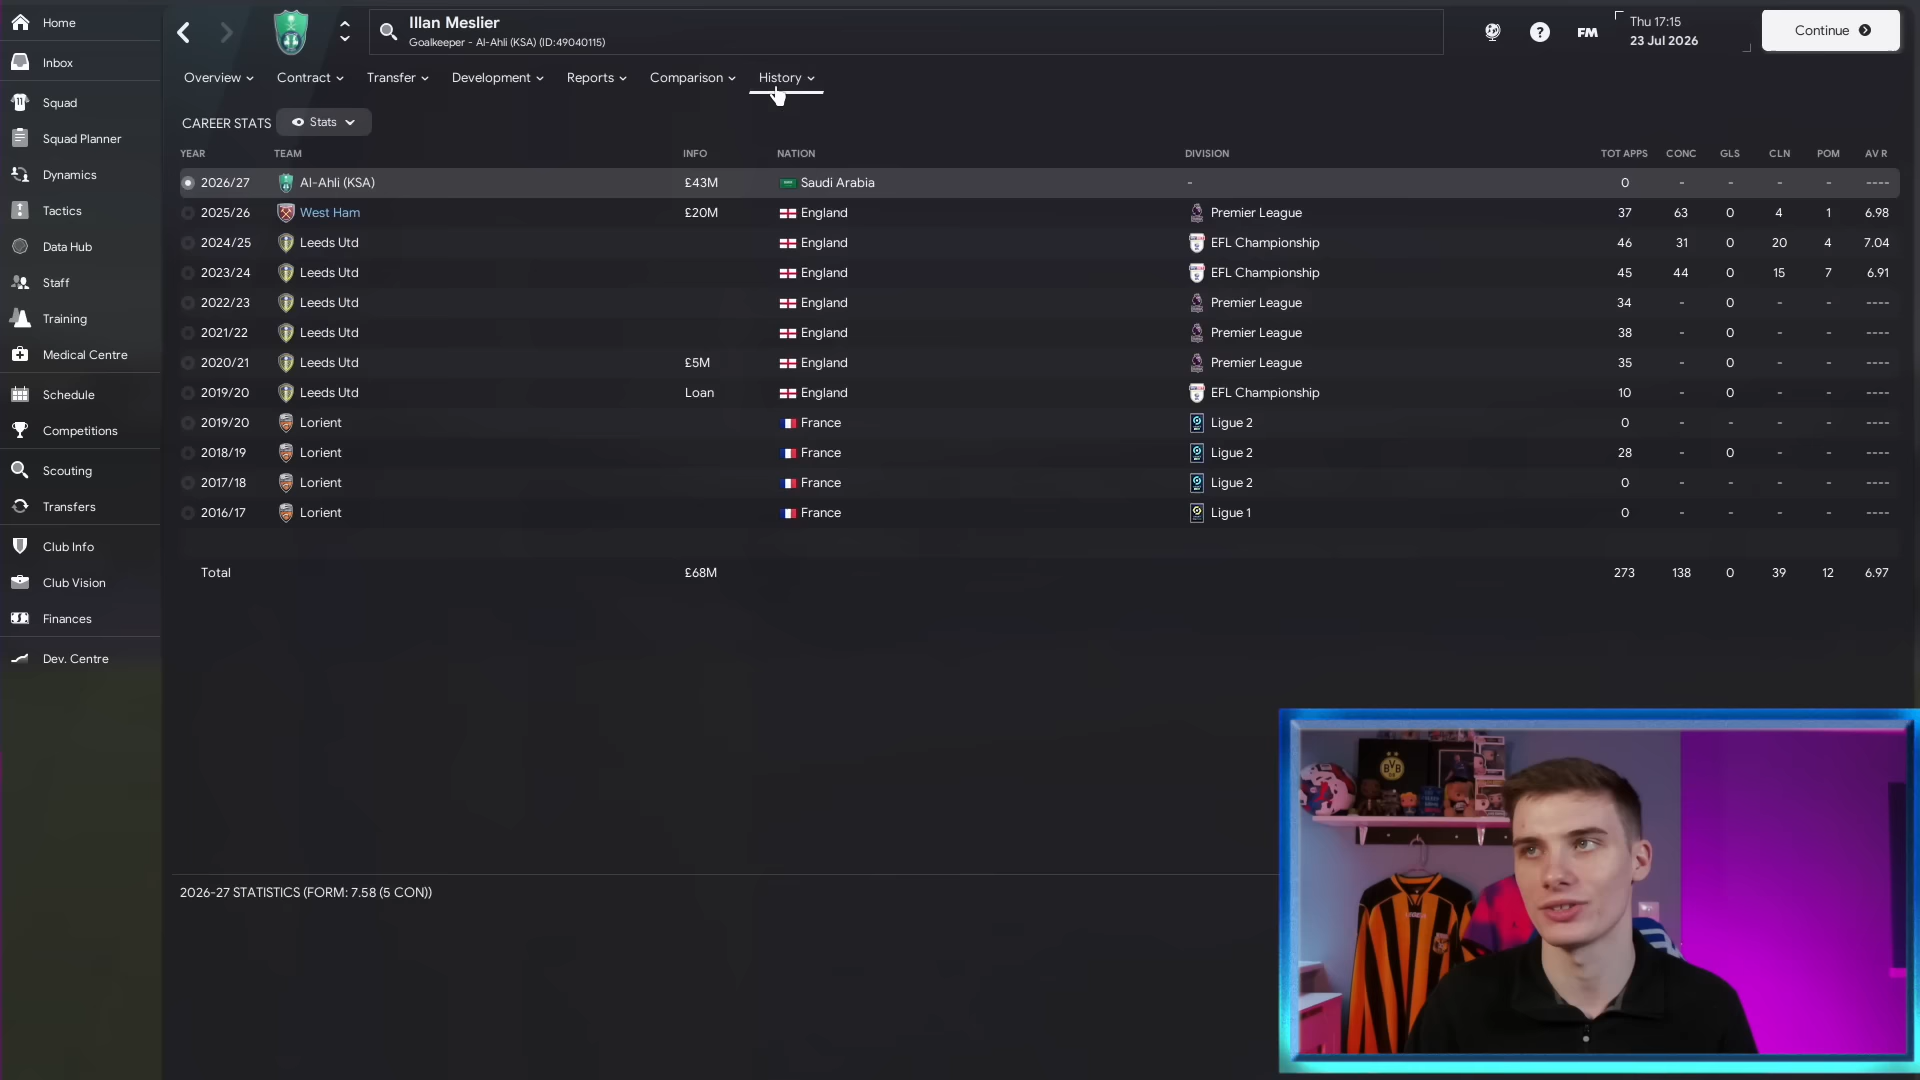 Home
Inbox
Squad
Squad Planner
Dynamics
Tactics
Data Hub
Staff
Training
Medical Centre
Schedule
Competitions
Scouting
Transfers
Club Info
Club Vision
Finances
Dev. Centre
Illan Meslier
Goalkeeper - Al-Ahli (KSA) (ID:49040115)
? FM
Thu 17:15
23 Jul 2026
Continue
Overview Contract Transfer Development Reports Comparison History
CAREER STATS Stats
YEAR TEAM INFO NATION DIVISION TOT APPS CONC GLS CLN POM AV R
2026/27 Al-Ahli (KSA) £43M Saudi Arabia - 0 - - - - ----
2025/26 West Ham £20M England Premier League 37 63 0 4 1 6.98
2024/25 Leeds Utd England EFL Championship 46 31 0 20 4 7.04
2023/24 Leeds Utd England EFL Championship 45 44 0 15 7 6.91
2022/23 Leeds Utd England Premier League 34 - 0 - - ----
2021/22 Leeds Utd England Premier League 38 - 0 - - ----
2020/21 Leeds Utd £5M England Premier League 35 - 0 - - ----
2019/20 Leeds Utd Loan England EFL Championship 10 - 0 - - ----
2019/20 Lorient France Ligue 2 0 - - - - ----
2018/19 Lorient France Ligue 2 28 - 0 - - ----
2017/18 Lorient France Ligue 2 0 - - - - ----
2016/17 Lorient France Ligue 1 0 - - - - ----
Total £68M 273 138 0 39 12 6.97
2026-27 STATISTICS (FORM: 7.58 (5 CON))
BVB
09